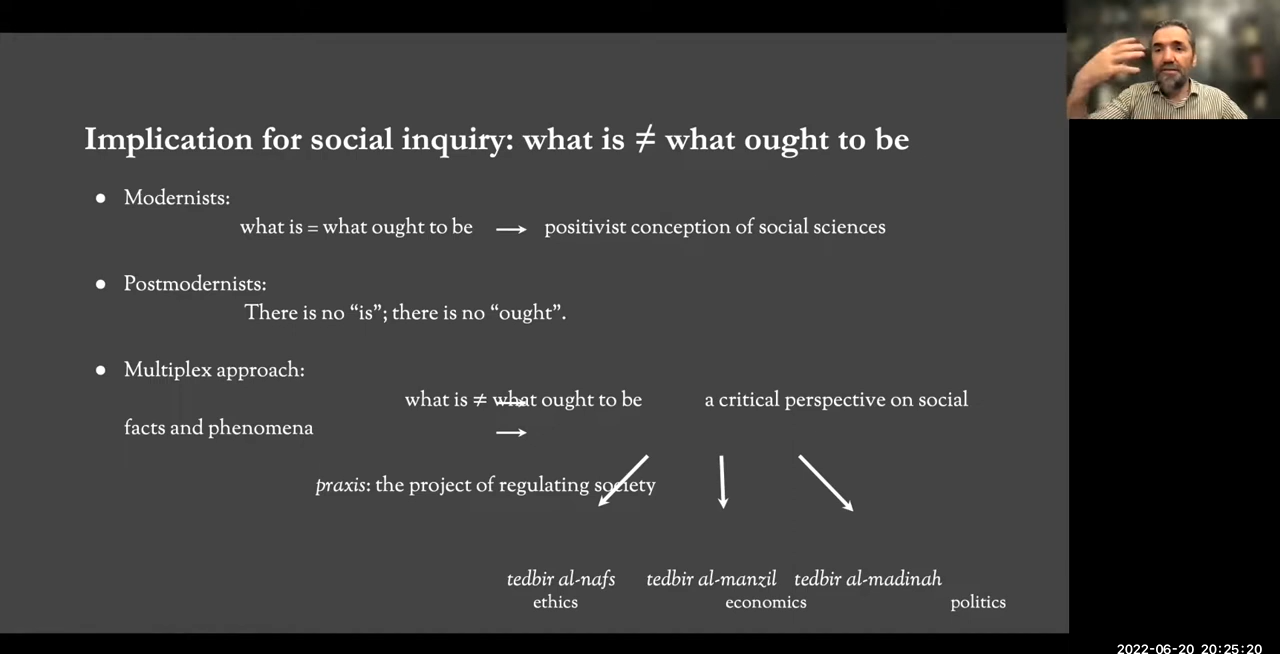 Implication for social inquiry: what is ≠ what ought to be
● Modernists:
what is = what ought to be → positivist conception of social sciences
● Postmodernists:
There is no “is”; there is no “ought”.
● Multiplex approach:
what is ≠ what ought to be a critical perspective on social
facts and phenomena
praxis: the project of regulating society
tedbir al-nafs tedbir al-manzil tedbir al-madinah
ethics economics politics
2022-06-20 20:25:20